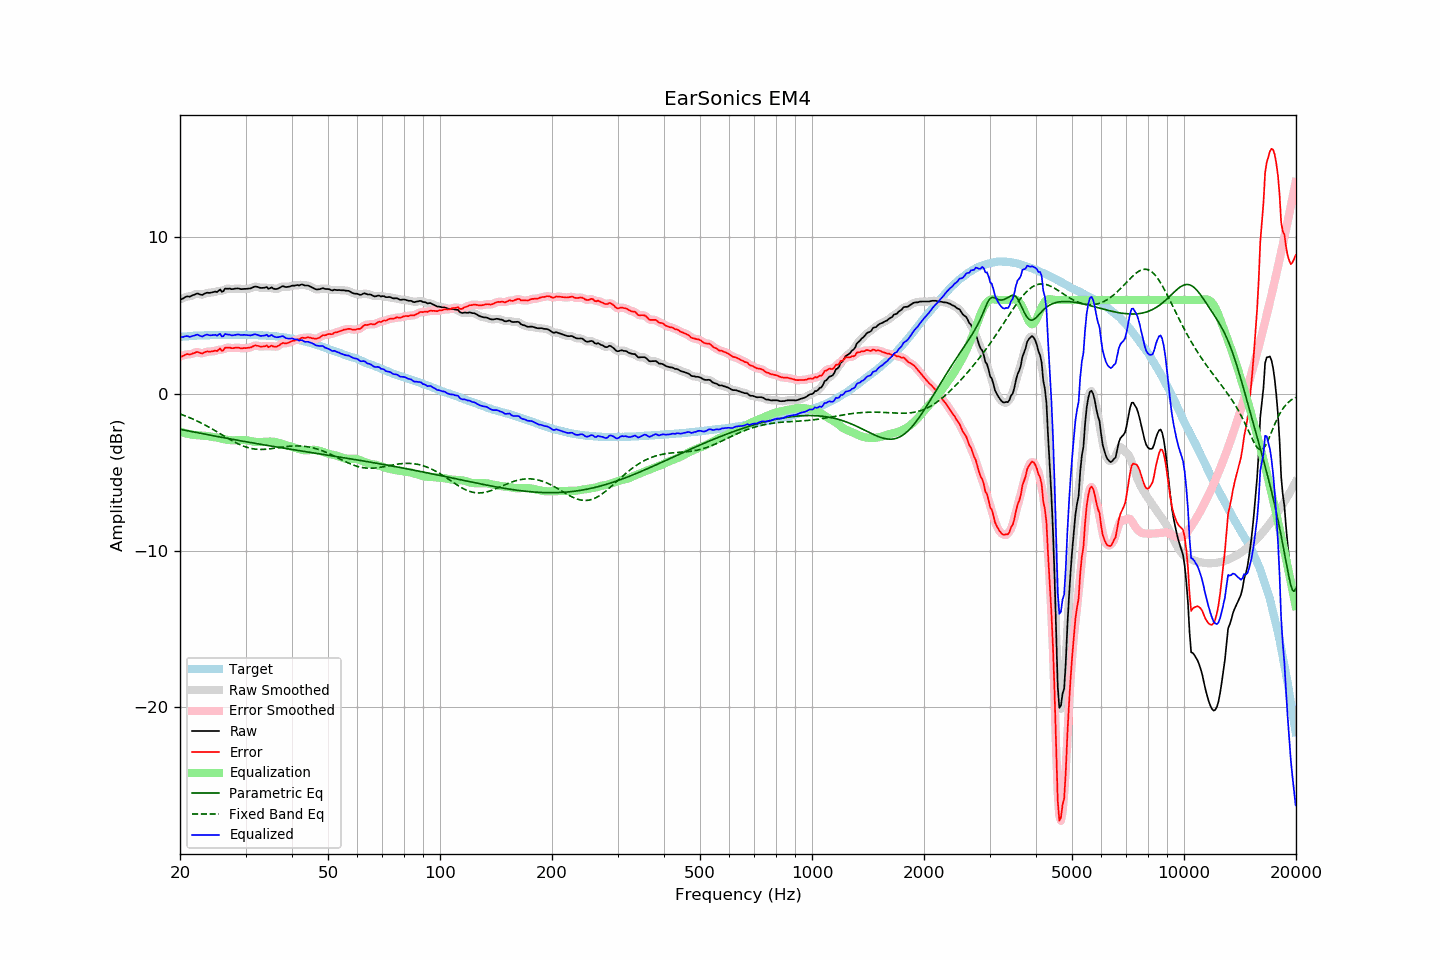 EarSonics EM4
Amplitude (dBr)
10
0
−10
−20
Target
Raw Smoothed
Error Smoothed
Raw
Error
Equalization
Parametric Eq
Fixed Band Eq
Equalized
20 50 100 200 500 1000 2000 5000 10000 20000
Frequency (Hz)